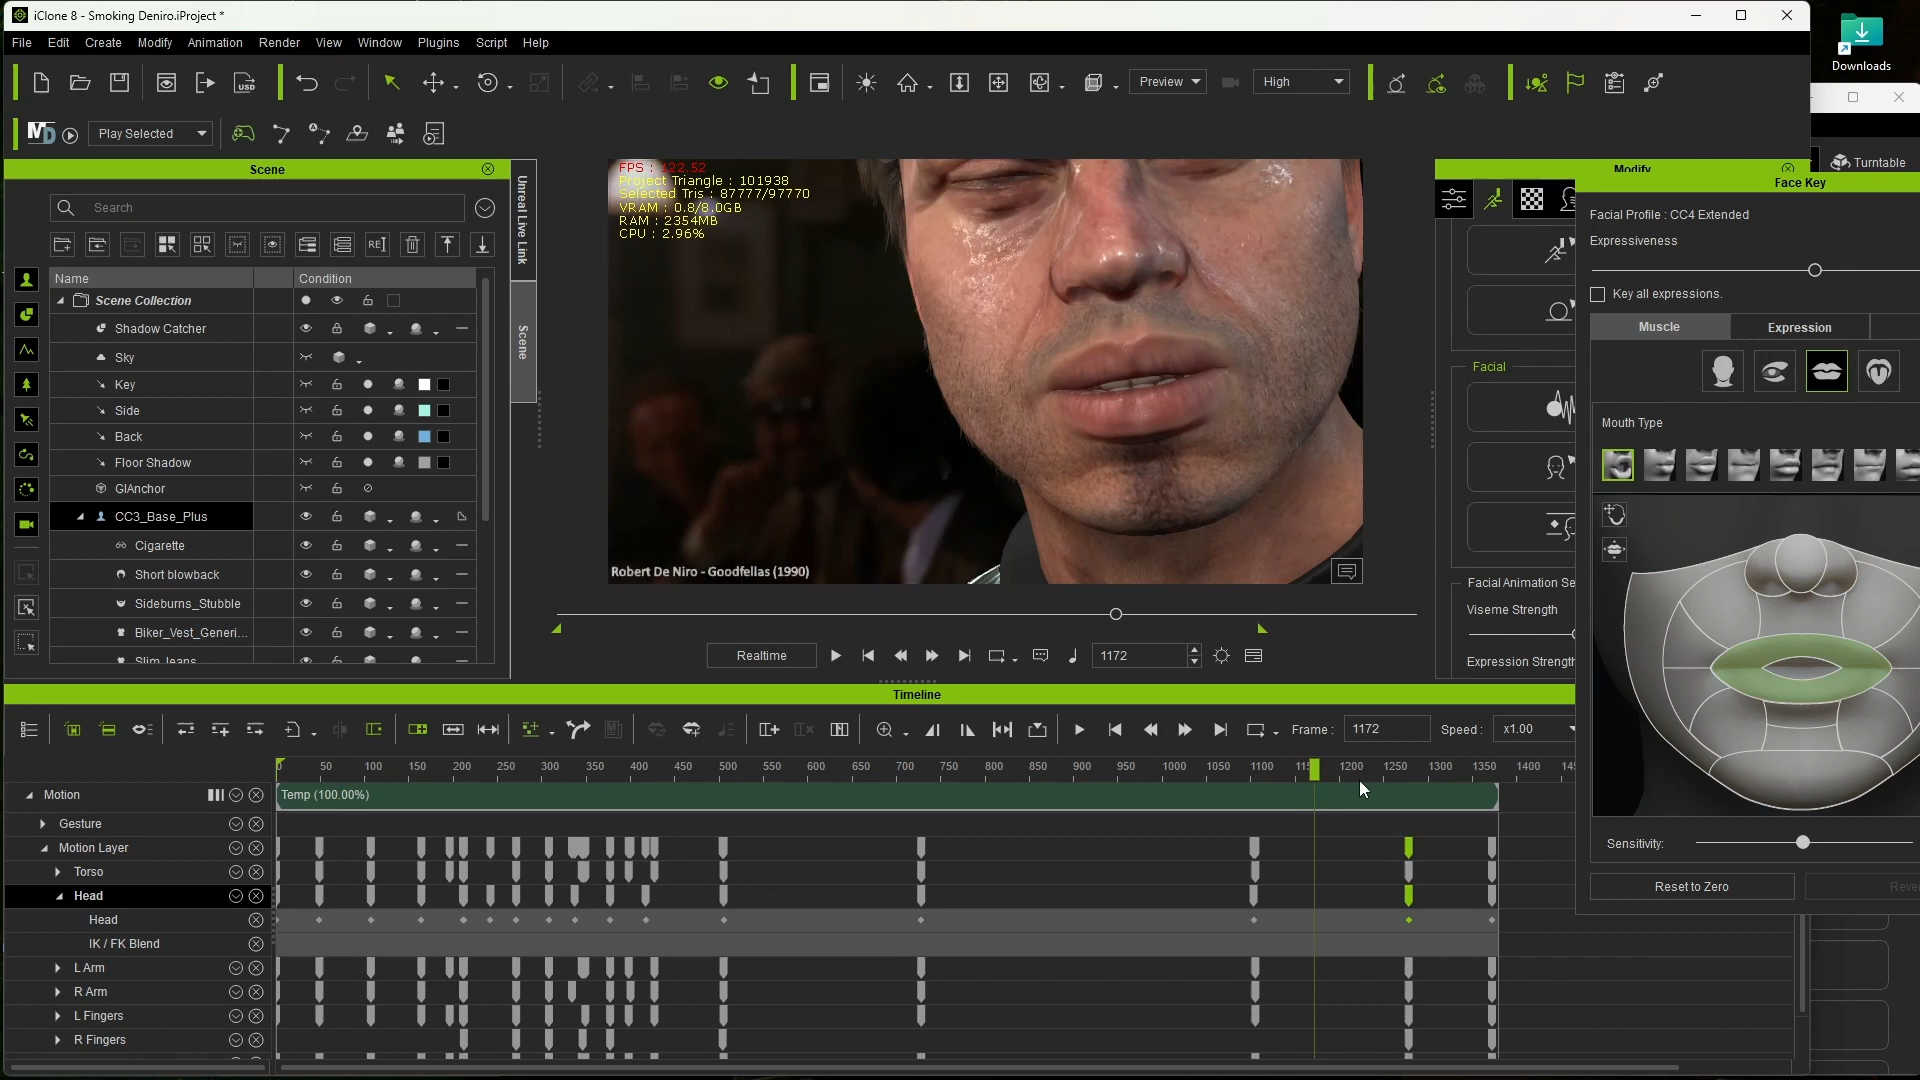 iClone 8 - Smoking Deniro.iProject *
Downloads
File Edit Create Modify Animation Render View Window Plugins Script Help
USD
Preview
High
MD
Play Selected
Turntable
Scene
Search
REI
Name
Condition
Scene Collection
Shadow Catcher
Sky
Key
Side
Back
Floor Shadow
GIAnchor
CC3_Base_Plus
Cigarette
Short blowback
Sideburns_Stubble
Biker_Vest_Generi...
Slim Jeans
Unreal Live Link
Scene
FPS : 122.52
Project Triangle : 101938
Selected Tris : 87777/97770
VRAM : 0.8/8.0GB
RAM : 2354MB
CPU : 2.96%
Robert De Niro - Goodfellas (1990)
Realtime
1172
Modify
Facial
Facial Animation Se
Viseme Strength
Expression Strength
Face Key
Facial Profile : CC4 Extended
Expressiveness
Key all expressions.
Muscle
Expression
Mouth Type
Sensitivity:
Reset to Zero
Timeline
Frame : 1172 Speed : x1.00
0 50 100 150 200 250 300 350 400 450 500 550 600 650 700 750 800 850 900 950 1000 1050 1100 115 1200 1250 1300 1350 1400 145
Motion
Temp (100.00%)
Gesture
Motion Layer
Torso
Head
Head
IK / FK Blend
L Arm
R Arm
L Fingers
R Fingers